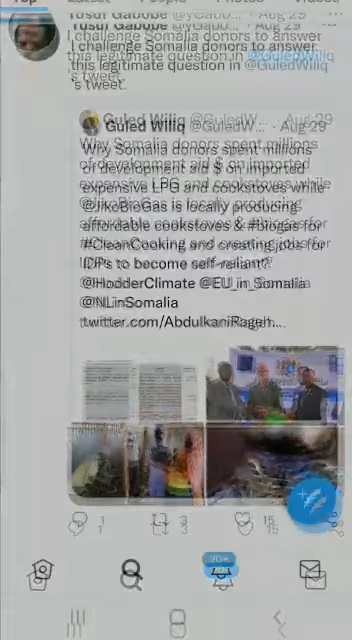 Top
Yusuf Gabobe @yGabo... · Aug 29
I challenge Somalia donors to answer
this legitimate question in @GuledWiliq
's tweet.
Guled Wiliq @GuledW... · Aug 29
Why Somalia donors spent millions
of development aid $ on imported
expensive LPG and cookstoves while
@JikoBioGas is locally producing
affordable cookstoves & #biogas for
#CleanCooking and creating jobs for
IDPs to become self-reliant?
@HodderClimate @EU_in_Somalia
@NLinSomalia
twitter.com/AbdulkaniRageh...
1 3 15
20+